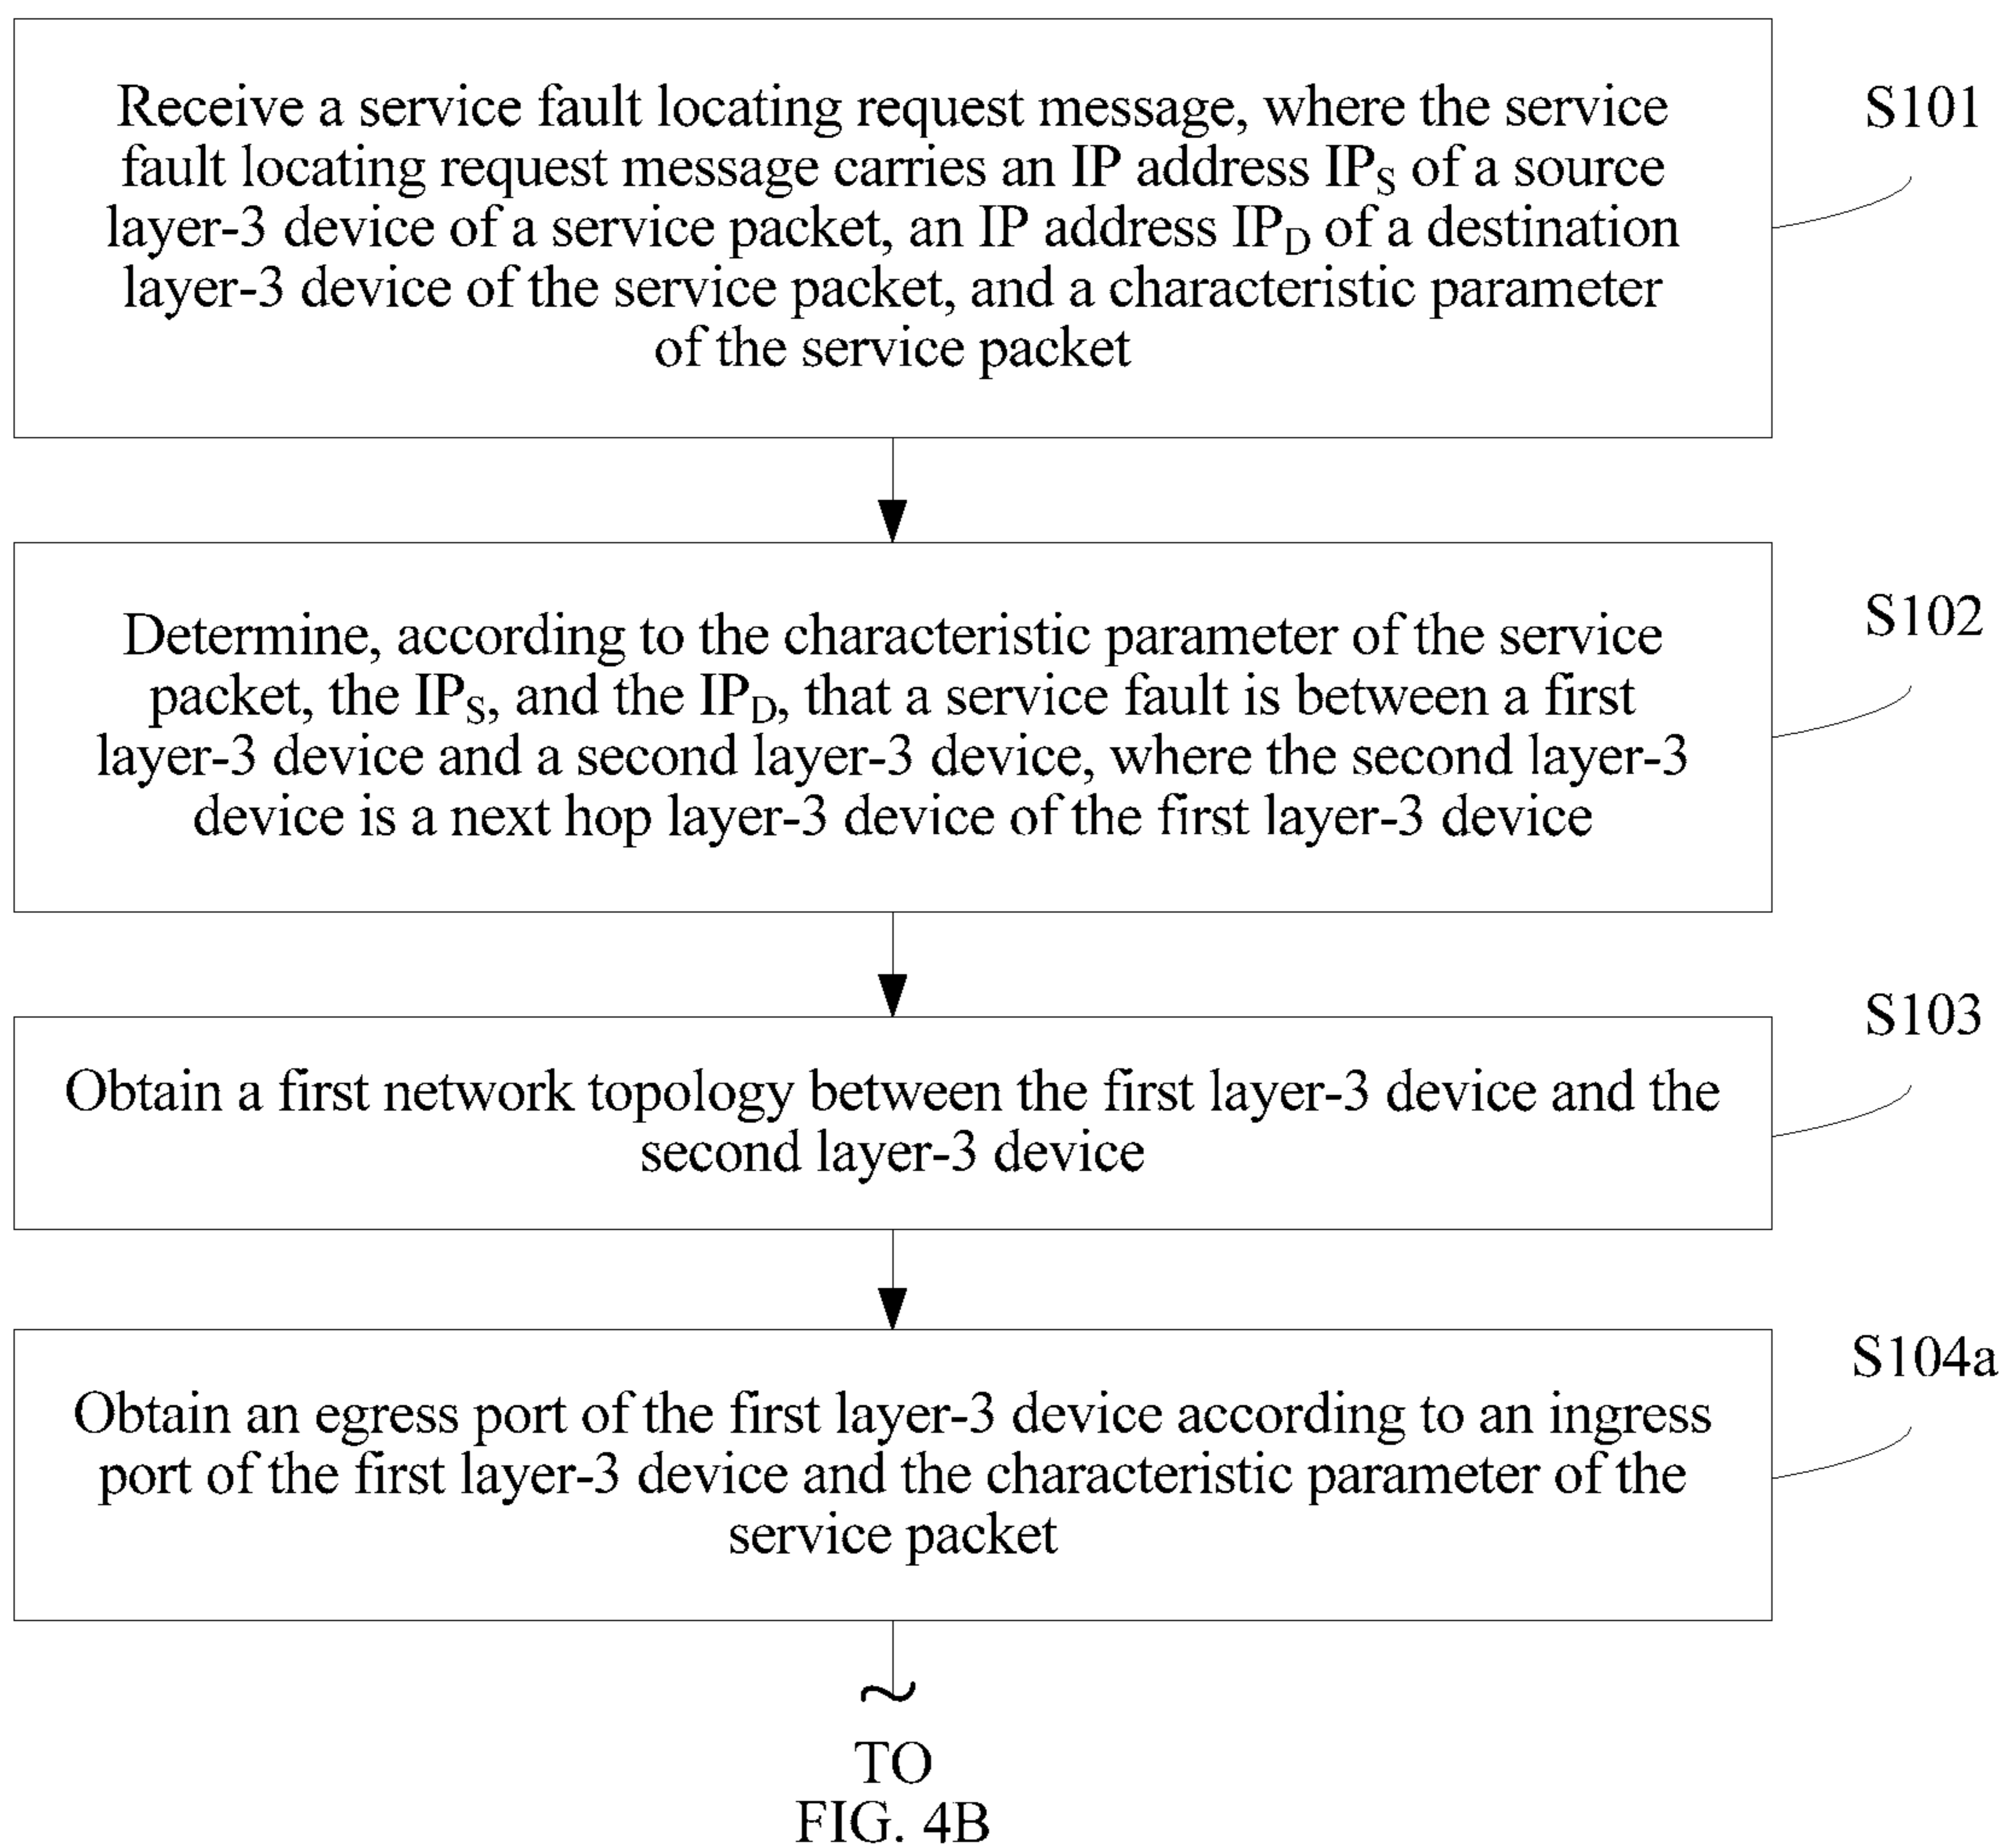 Receive a service fault locating request message, where the service
fault locating request message carries an IP address IPS of a source
layer-3 device of a service packet, an IP address IPD of a destination
layer-3 device of the service packet, and a characteristic parameter
of the service packet
S101
Determine, according to the characteristic parameter of the service
packet, the IPS, and the IPD, that a service fault is between a first
layer-3 device and a second layer-3 device, where the second layer-3
device is a next hop layer-3 device of the first layer-3 device
S102
Obtain a first network topology between the first layer-3 device and the
second layer-3 device
S103
Obtain an egress port of the first layer-3 device according to an ingress
port of the first layer-3 device and the characteristic parameter of the
service packet
S104a
TO
FIG. 4B